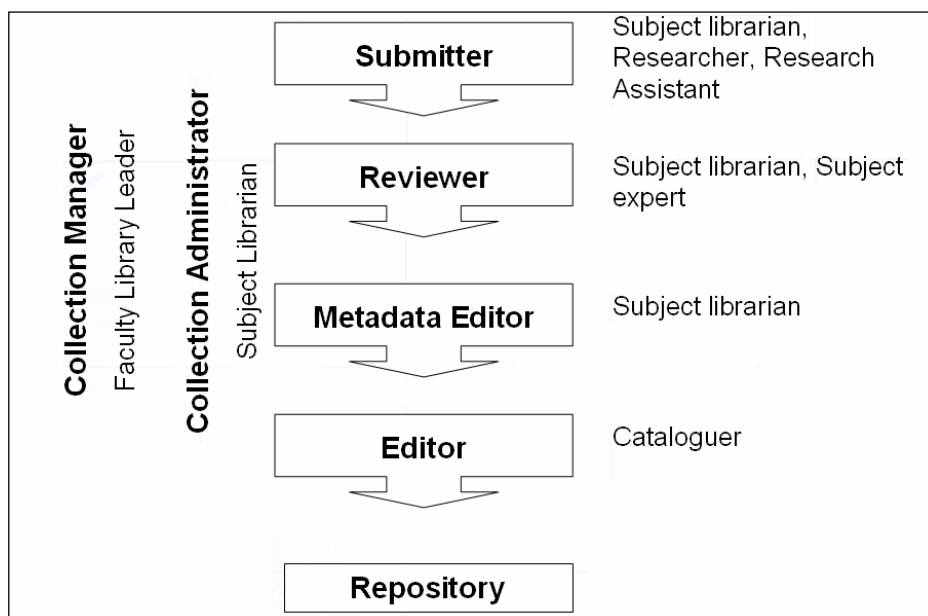 Submitter
Subject librarian,
Researcher, Research
Assistant
Collection Manager
Faculty Library Leader
Collection Administrator
Subject Librarian
Reviewer
Subject librarian, Subject
expert
Metadata Editor
Subject librarian
Editor
Cataloguer
Repository